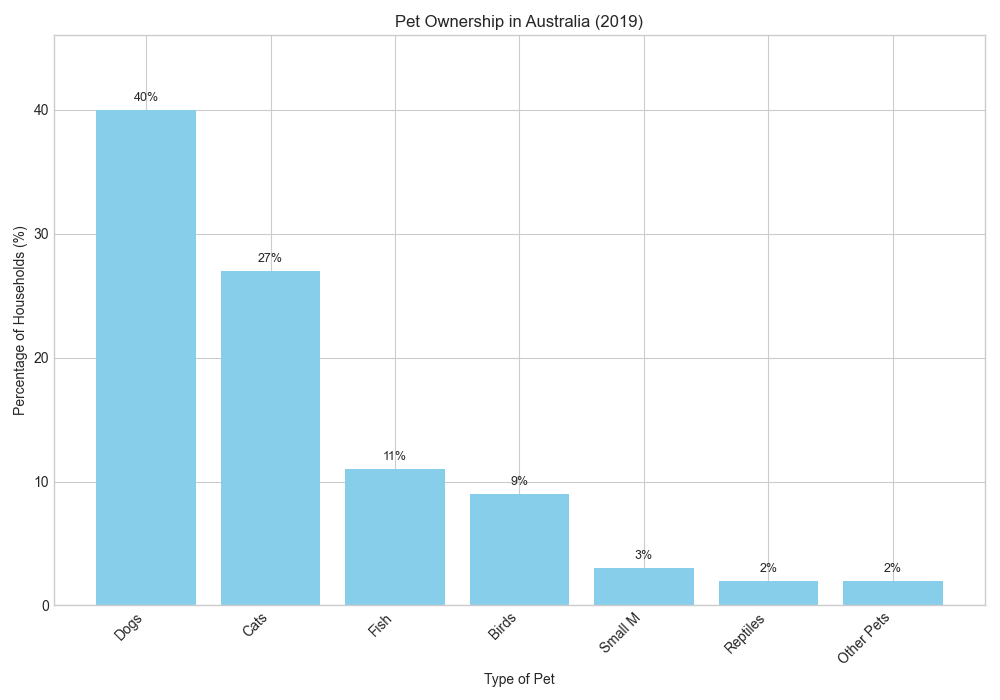 Pet Ownership in Australia (2019)
Percentage of Households (%)
40
30
20
10
0
40%
27%
11%
9%
3%
2%
2%
Dogs
Cats
Fish
Birds
Small M
Reptiles
Other Pets
Type of Pet